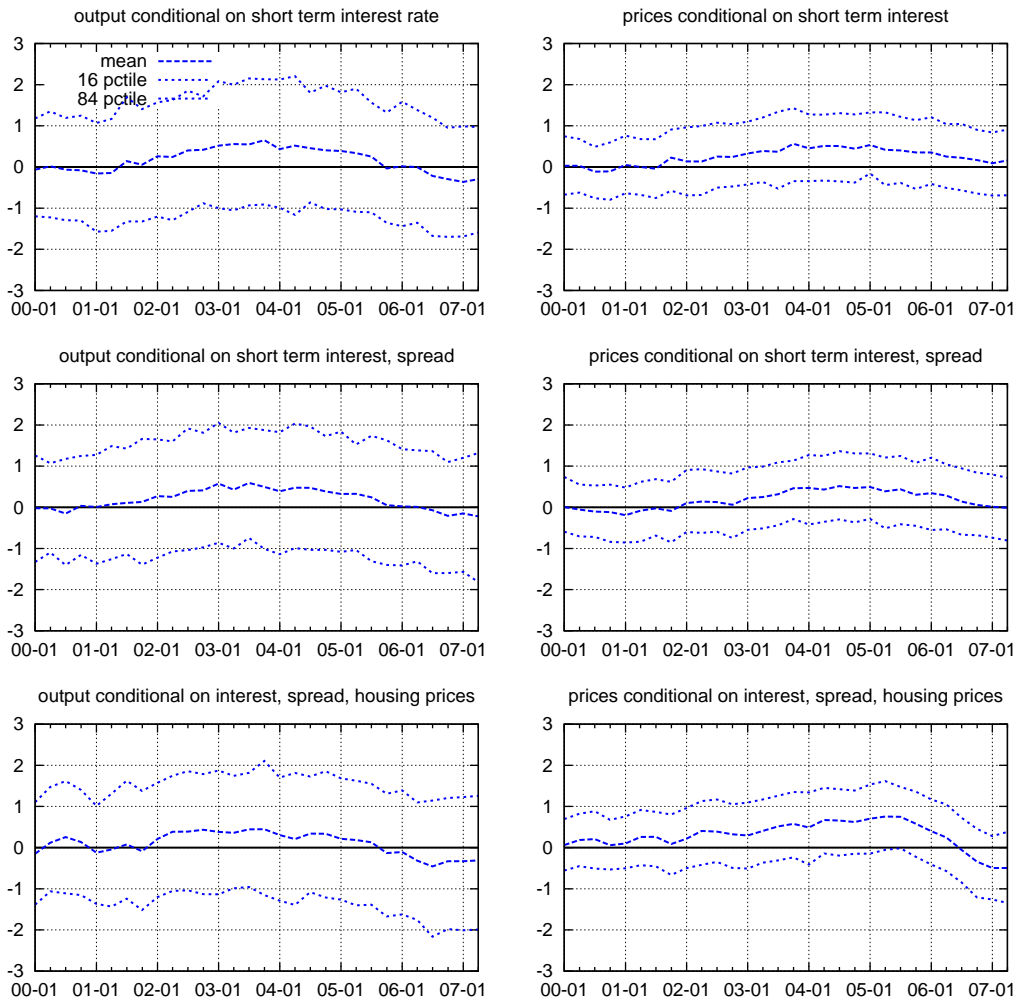 output conditional on short term interest rate
prices conditional on short term interest
3
2
1
0
-1
-2
-3
mean
16 pctile
84 pctile
00-01 01-01 02-01 03-01 04-01 05-01 06-01 07-01
3
2
1
0
-1
-2
-3
00-01 01-01 02-01 03-01 04-01 05-01 06-01 07-01
output conditional on short term interest, spread
prices conditional on short term interest, spread
3
2
1
0
-1
-2
-3
00-01 01-01 02-01 03-01 04-01 05-01 06-01 07-01
3
2
1
0
-1
-2
-3
00-01 01-01 02-01 03-01 04-01 05-01 06-01 07-01
output conditional on interest, spread, housing prices
prices conditional on interest, spread, housing prices
3
2
1
0
-1
-2
-3
00-01 01-01 02-01 03-01 04-01 05-01 06-01 07-01
3
2
1
0
-1
-2
-3
00-01 01-01 02-01 03-01 04-01 05-01 06-01 07-01